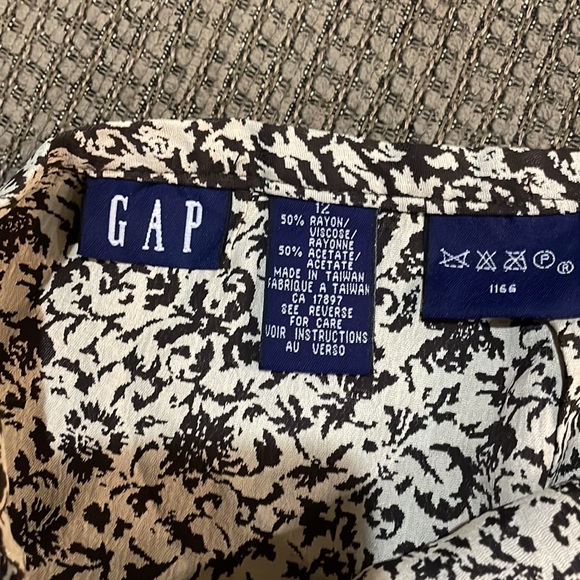 GAP
12
50% RAYON/
VISCOSE/
RAYONNE
50% ACETATE/
ACETATE
MADE IN TAIWAN
FABRIQUE A TAIWAN
CA 17897
SEE REVERSE
FOR CARE
VOIR INSTRUCTIONS
AU VERSO
P ®
1166